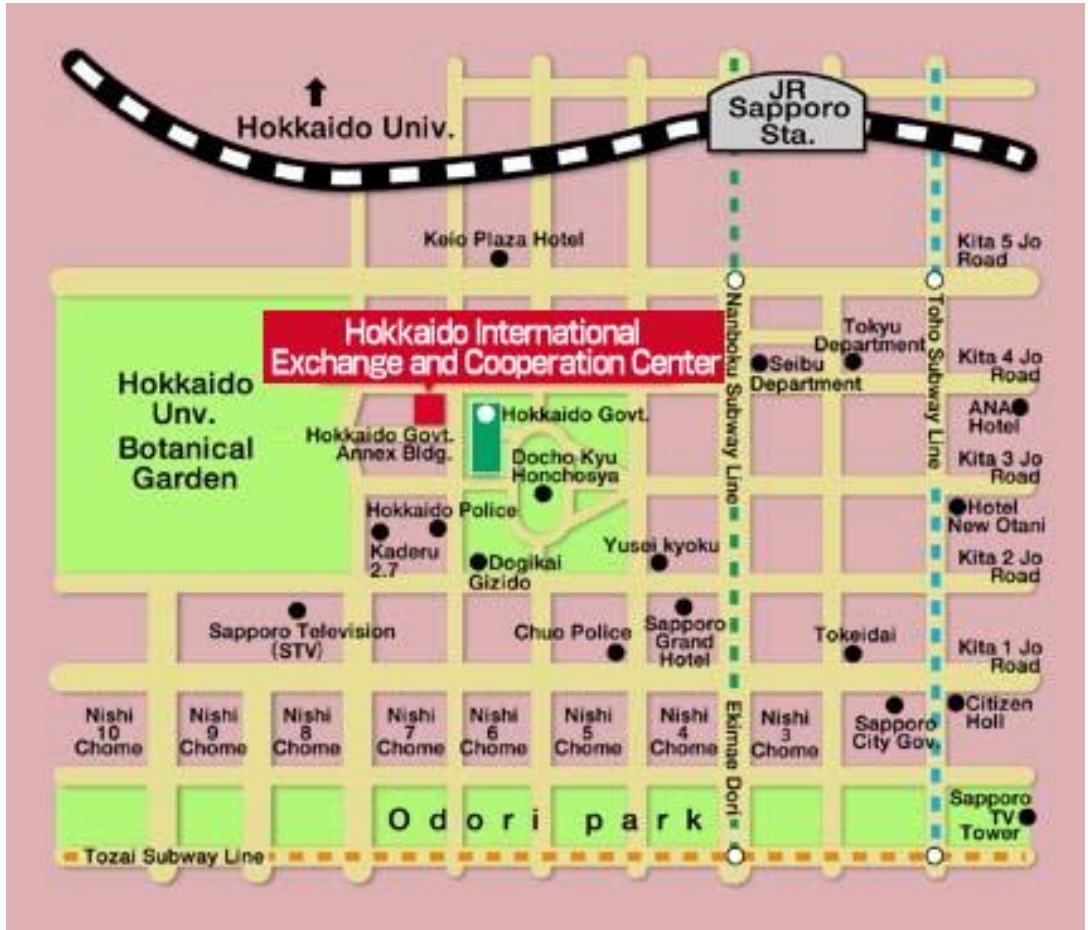 JR
Sapporo
Sta.
Hokkaido Univ.
Keio Plaza Hotel
Kita 5 Jo
Road
Hokkaido International
Exchange and Cooperation Center
Nanboku Subway Line
Toho Subway Line
Tokyu
Department
Seibu
Department
Kita 4 Jo
Road
Hokkaido
Unv.
Botanical
Garden
Hokkaido Govt.
Annex Bldg.
Hokkaido Govt.
Docho Kyu
Honchosya
ANA
Hotel
Kita 3 Jo
Road
Hokkaido Police
Kaderu
2.7
Dogikai
Gizido
Yusei kyoku
Hotel
New Otani
Kita 2 Jo
Road
Sapporo Television
(STV)
Chuo Police
Sapporo
Grand
Hotel
Tokeidai
Kita 1 Jo
Road
Nishi
10
Chome
Nishi
9
Chome
Nishi
8
Chome
Nishi
7
Chome
Nishi
6
Chome
Nishi
5
Chome
Nishi
4
Chome
Ekimae Dori
Nishi
3
Chome
Sapporo
City Gov.
Citizen
Holl
Odori park
Sapporo
TV
Tower
Tozai Subway Line